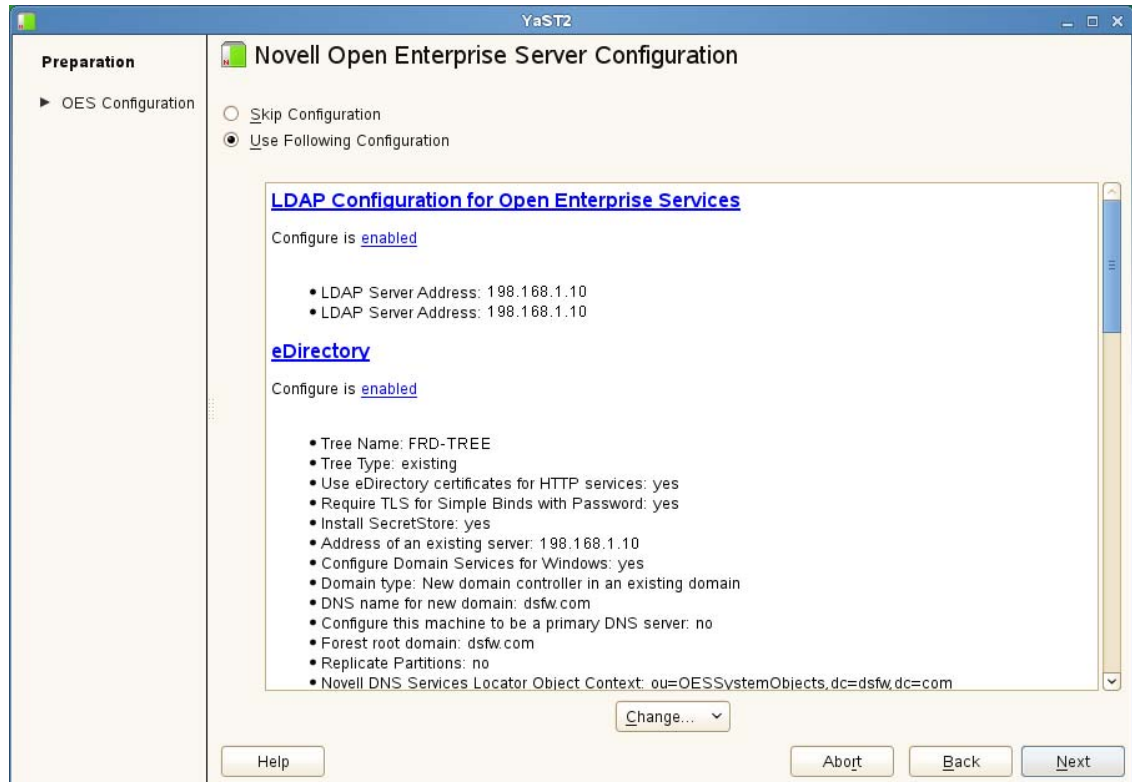 YaST2
Preparation
OES Configuration
Novell Open Enterprise Server Configuration
Skip Configuration
Use Following Configuration
LDAP Configuration for Open Enterprise Services
Configure is enabled
• LDAP Server Address: 198.168.1.10
• LDAP Server Address: 198.168.1.10
eDirectory
Configure is enabled
• Tree Name: FRD-TREE
• Tree Type: existing
• Use eDirectory certificates for HTTP services: yes
• Require TLS for Simple Binds with Password: yes
• Install SecretStore: yes
• Address of an existing server: 198.168.1.10
• Configure Domain Services for Windows: yes
• Domain type: New domain controller in an existing domain
• DNS name for new domain: dsfw.com
• Configure this machine to be a primary DNS server: no
• Forest root domain: dsfw.com
• Replicate Partitions: no
• Novell DNS Services Locator Object Context: ou=OESSystemObjects,dc=dsfw,dc=com
Change...
Help
Abort
Back
Next